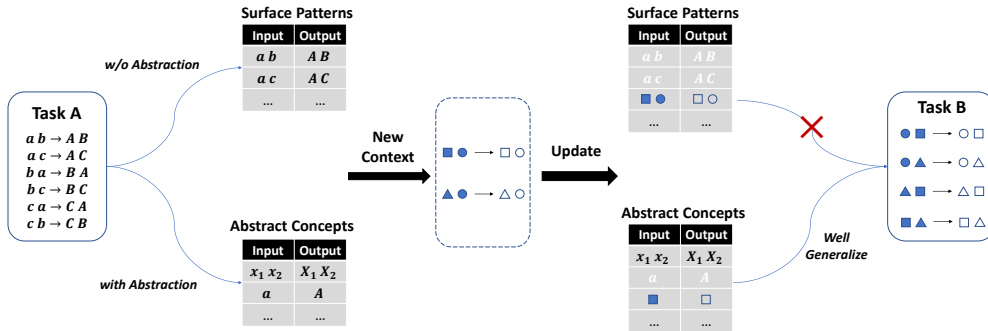 Task A
a b → A B
a c → A C
b a → B A
b c → B C
c a → C A
c b → C B
w/o Abstraction
with Abstraction
Surface Patterns
Input Output
a b A B
a c A C
... ...
Abstract Concepts
Input Output
x₁ x₂ X₁ X₂
a A
... ...
New
Context
Update
Surface Patterns
Input Output
a b A B
a c A C
... ...
Abstract Concepts
Input Output
x₁ x₂ X₁ X₂
a A
... ...
Well
Generalize
Task B